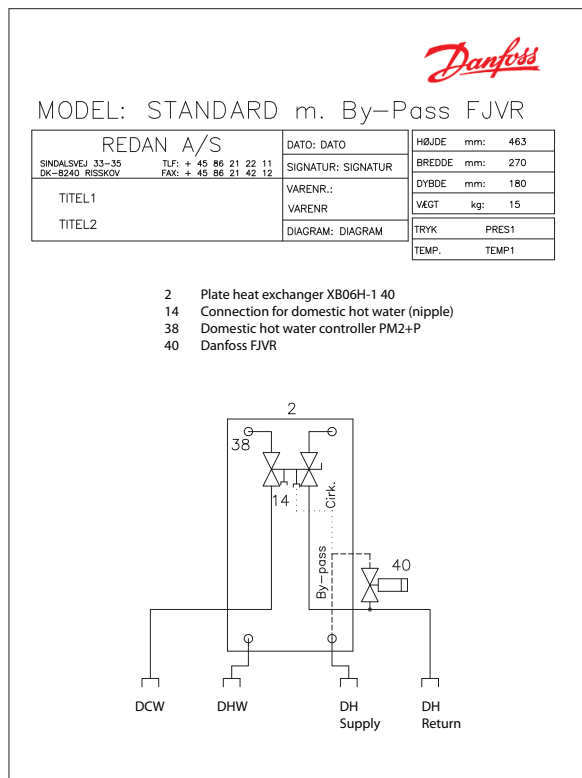 Danfoss
MODEL: STANDARD m. By-Pass FJVR
REDAN A/S
SINDALSVEJ 33-35 TLF: + 45 86 21 22 11
DK-8240 RISSKOV FAX: + 45 86 21 42 12
TITEL1
TITEL2
DATO: DATO
SIGNATUR: SIGNATUR
VARENR.:
VARENR
DIAGRAM: DIAGRAM
HØJDE mm: 463
BREDDE mm: 270
DYBDE mm: 180
VÆGT kg: 15
TRYK PRES1
TEMP. TEMP1
2 Plate heat exchanger XB06H-1 40
14 Connection for domestic hot water (nipple)
38 Domestic hot water controller PM2+P
40 Danfoss FJVR
2
38
14
Cirk.
By-pass
40
DCW
DHW
DH
Supply
DH
Return